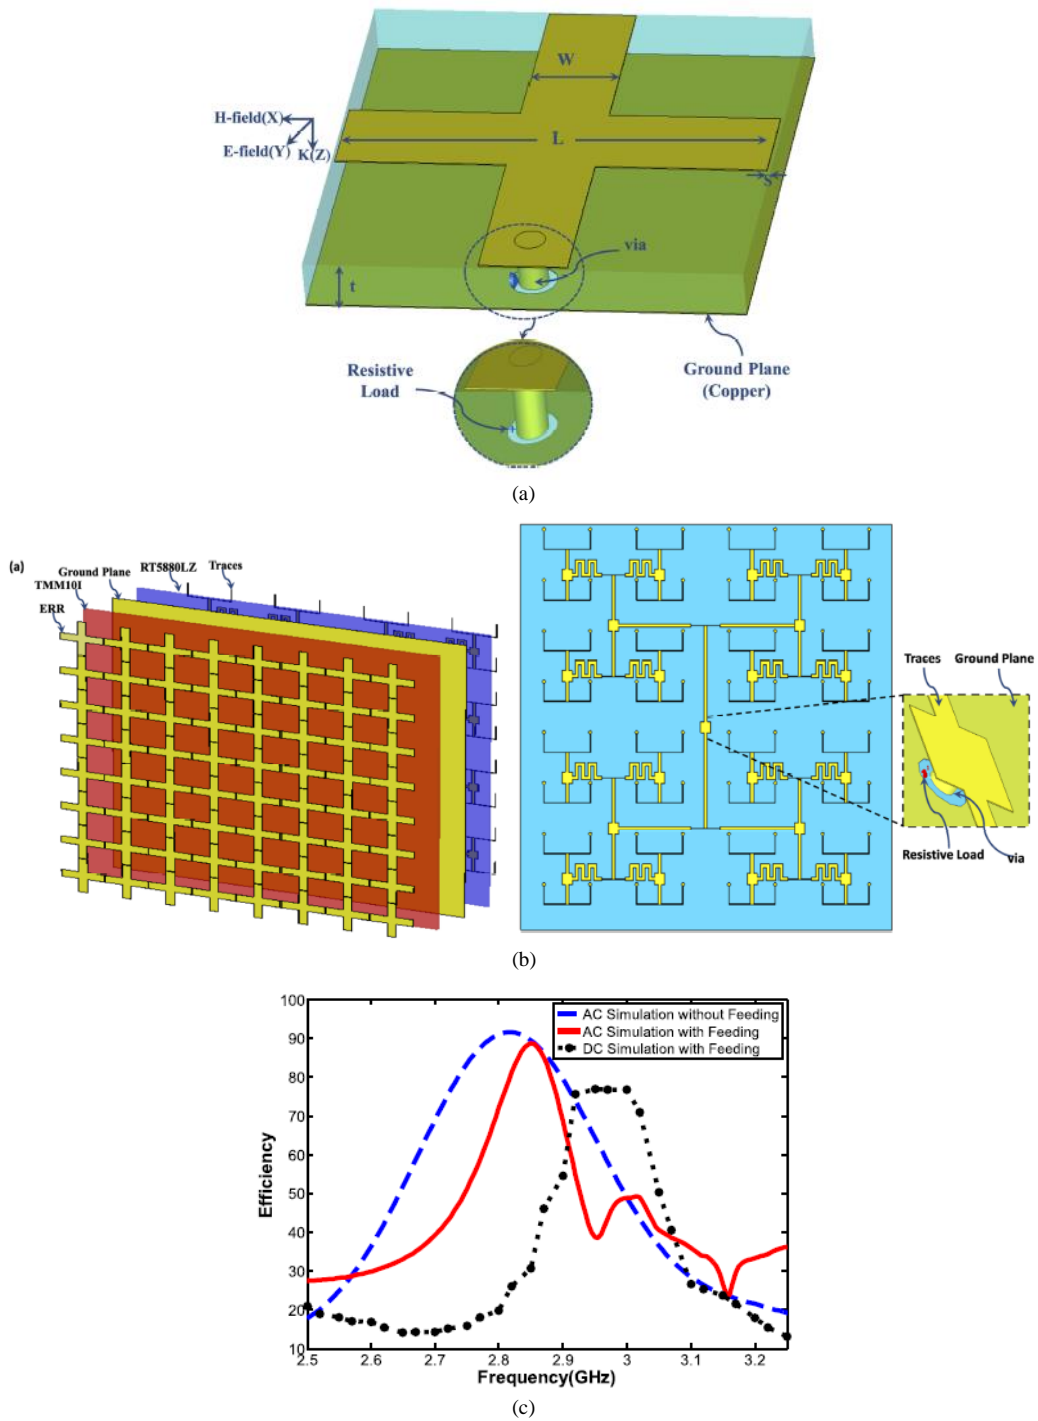 W
H-field(X)
L
E-field(Y)
K(Z)
S
via
t
Resistive
Load
Ground Plane
(Copper)
(a)
(a)
Ground Plane
RT5880LZ
Traces
TMM10I
ERR
Traces
Ground Plane
Resistive Load
via
(b)
100
90
80
70
60
50
40
30
20
10
Efficiency
AC Simulation without Feeding
AC Simulation with Feeding
DC Simulation with Feeding
2.5
2.6
2.7
2.8
2.9
3
3.1
3.2
Frequency(GHz)
(c)